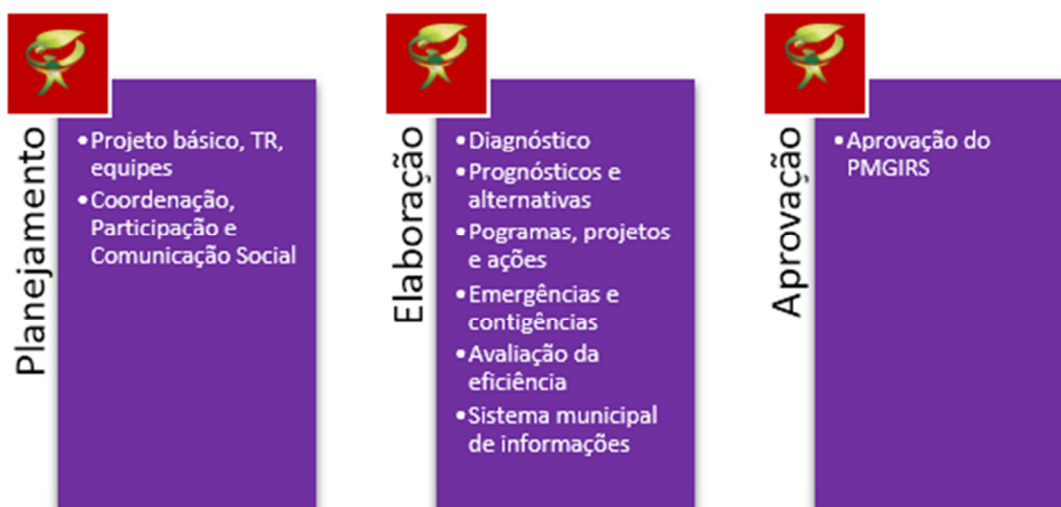 Planejamento
•Projeto básico, TR,
equipes
•Coordenação,
Participação e
Comunicação Social
Elaboração
•Diagnóstico
•Prognósticos e
alternativas
•Pogramas, projetos
e ações
•Emergências e
contigências
•Avaliação da
eficiência
•Sistema municipal
de informações
Aprovação
•Aprovação do
PMGIRS